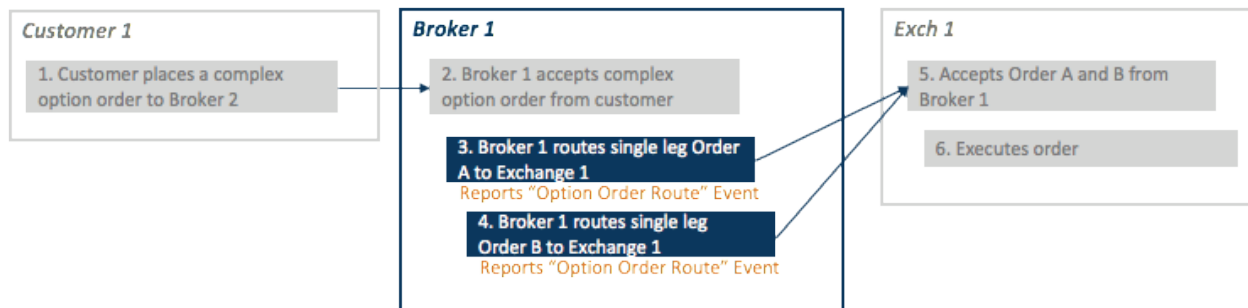 Customer 1
1. Customer places a complex
option order to Broker 2
Broker 1
2. Broker 1 accepts complex
option order from customer
3. Broker 1 routes single leg Order
A to Exchange 1
Reports “Option Order Route” Event
4. Broker 1 routes single leg
Order B to Exchange 1
Reports “Option Order Route” Event
Exch 1
5. Accepts Order A and B from
Broker 1
6. Executes order